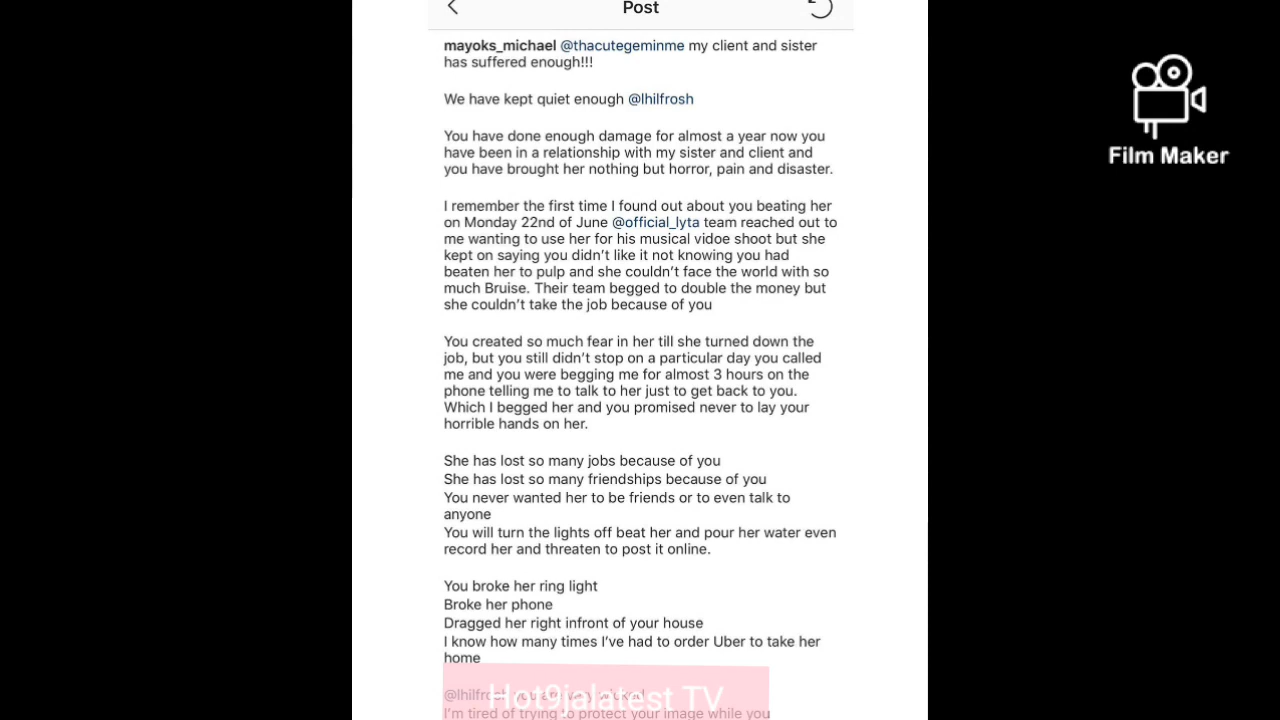 Post
mayoks_michael @thacutegeminme my client and sister
has suffered enough!!!
We have kept quiet enough @lhilfrosh
You have done enough damage for almost a year now you
have been in a relationship with my sister and client and
you have brought her nothing but horror, pain and disaster.
I remember the first time I found out about you beating her
on Monday 22nd of June @official_lyta team reached out to
me wanting to use her for his musical vidoe shoot but she
kept on saying you didn't like it not knowing you had
beaten her to pulp and she couldn't face the world with so
much Bruise. Their team begged to double the money but
she couldn't take the job because of you
You created so much fear in her till she turned down the
job, but you still didn't stop on a particular day you called
me and you were begging me for almost 3 hours on the
phone telling me to talk to her just to get back to you.
Which I begged her and you promised never to lay your
horrible hands on her.
She has lost so many jobs because of you
She has lost so many friendships because of you
You never wanted her to be friends or to even talk to
anyone
You will turn the lights off beat her and pour her water even
record her and threaten to post it online.
You broke her ring light
Broke her phone
Dragged her right infront of your house
I know how many times I've had to order Uber to take her
home
@lhilfrosh you are very wicked
Hot9jalatest TV
I'm tired of trying to protect your image while you
Film Maker